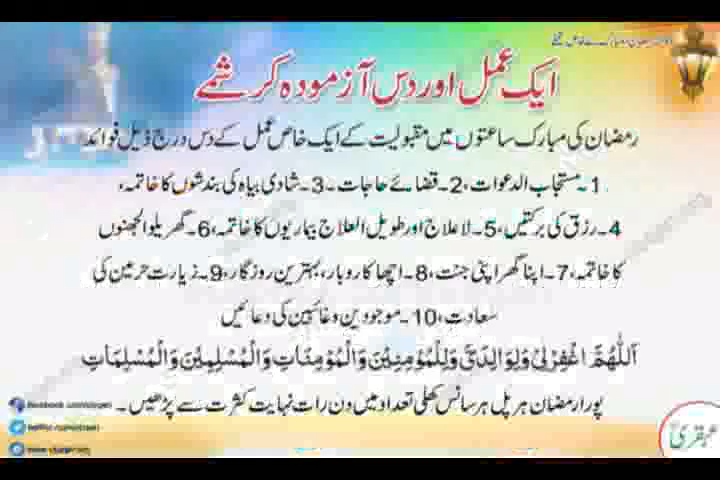 ایک عمل اور دس آزمودہ کرشمے
رمضان کی مبارک ساعتوں میں مقبولیت کے ایک خاص عمل کے دس درج ذیل فوائد
1۔ مستجاب الدعوات، 2۔ قضائے حاجات۔ 3۔ شادی بیاہ کی بندشوں کا خاتمہ،
4۔ رزق کی برکتیں، 5۔ لاعلاج اور طویل العلاج بیماریوں کا خاتمہ، 6۔ گھریلو الجھنوں
کا خاتمہ، 7۔ اپنا گھر اپنی جنت، 8۔ اچھا کاروبار، بہترین روزگار، 9۔ زیارت حرمین کی
سعادت، 10۔ موجودین و غائبین کی دعائیں
اَللّٰهُمَّ اغْفِرْلِیْ وَلِوَالِدَیَّ وَلِلْمُؤمِنِیْنَ وَالْمُؤمِنَاتِ وَالْمُسْلِمِیْنَ وَالْمُسْلِمَاتِ
پورا رمضان ہر پل ہر سانس کھلی تعداد میں دن رات نہایت کثرت سے پڑھیں۔
عبقری